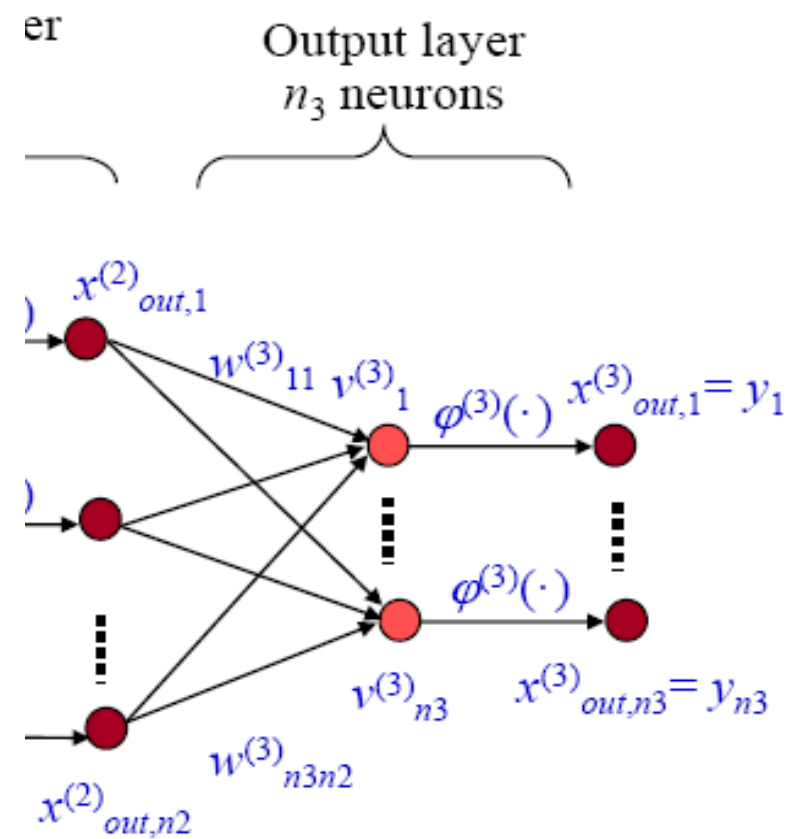 er
Output layer
n₃ neurons
x⁽²⁾out,1
)
w⁽³⁾11
v⁽³⁾1
φ⁽³⁾(·)
x⁽³⁾out,1= y₁
)
φ⁽³⁾(·)
v⁽³⁾n3
x⁽³⁾out,n3= yn3
w⁽³⁾n3n2
x⁽²⁾out,n2